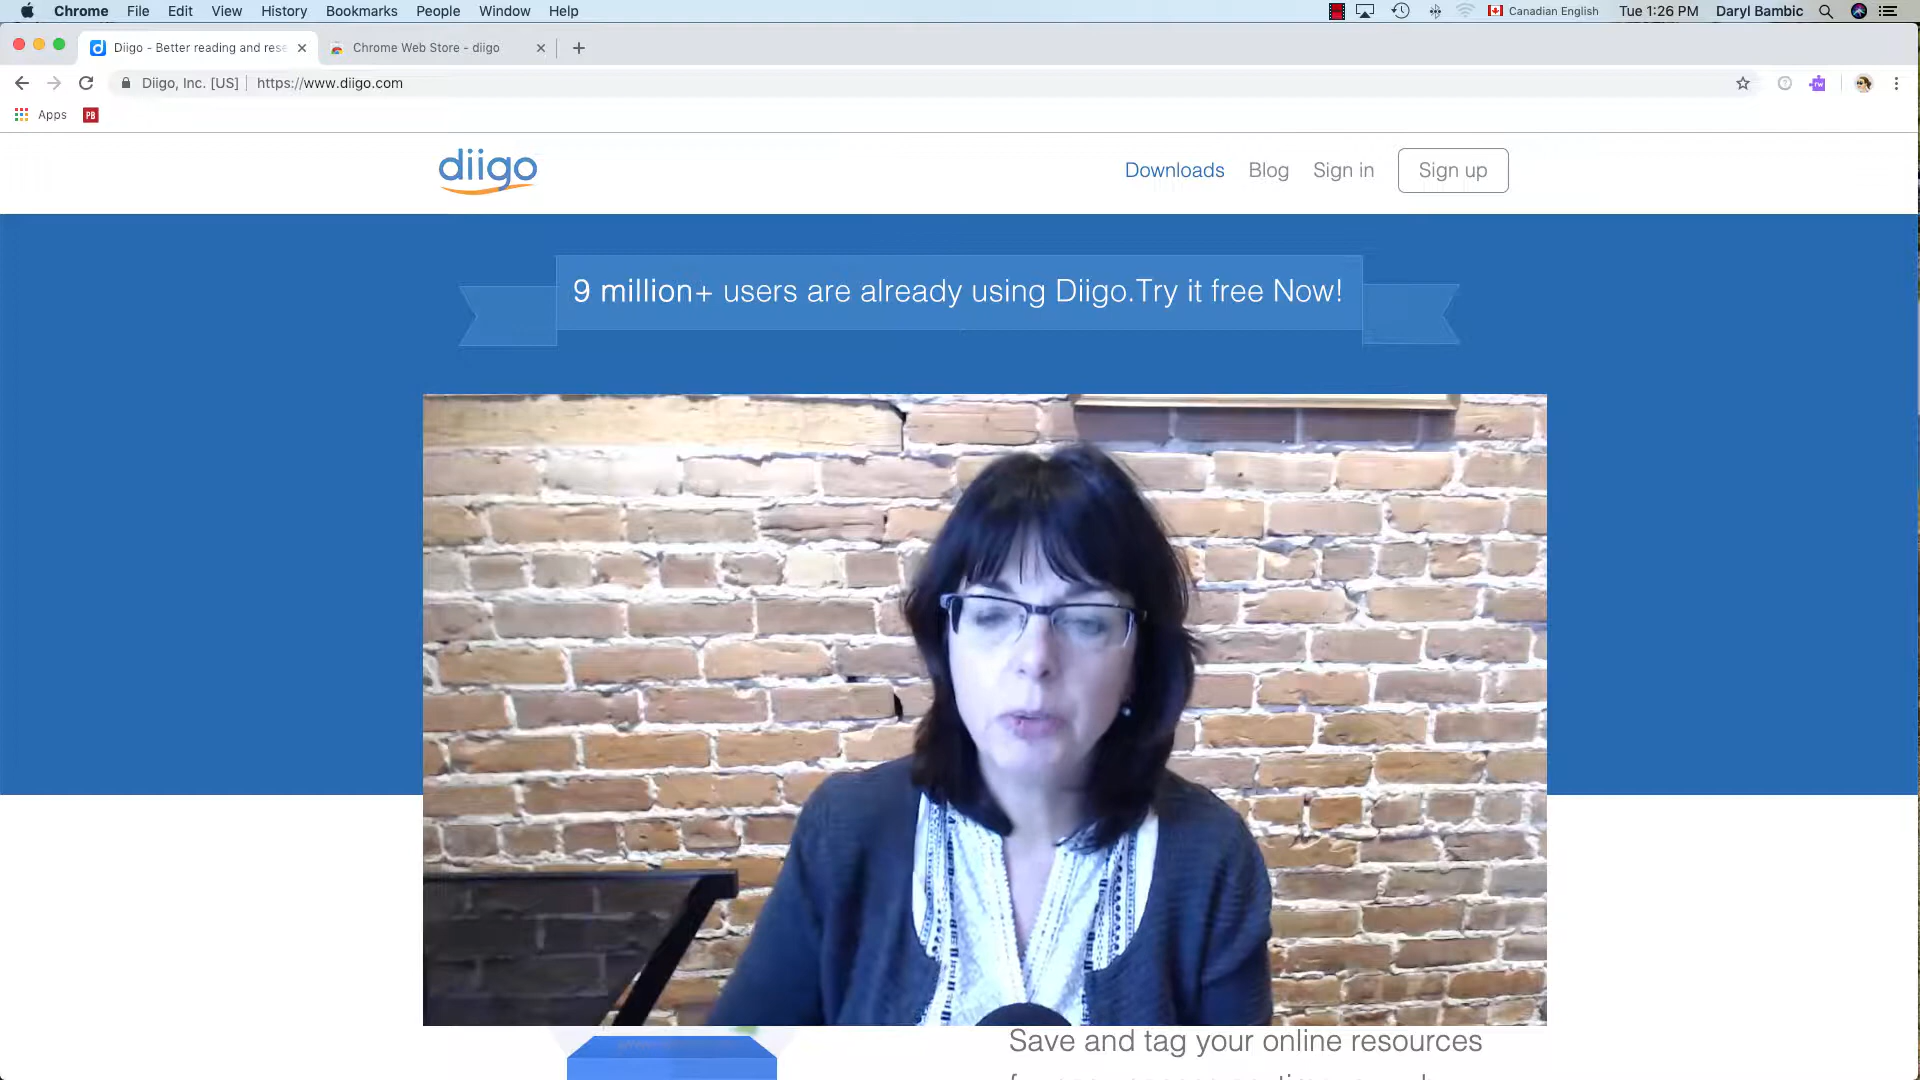 Chrome File Edit View History Bookmarks People Window Help Canadian English Tue 1:26 PM Daryl Bambic
Diigo - Better reading and rese Chrome Web Store - diigo
Diigo, Inc. [US] https://www.diigo.com
Apps PB rw
diigo Downloads Blog Sign in Sign up
9 million+ users are already using Diigo.Try it free Now!
Save and tag your online resources